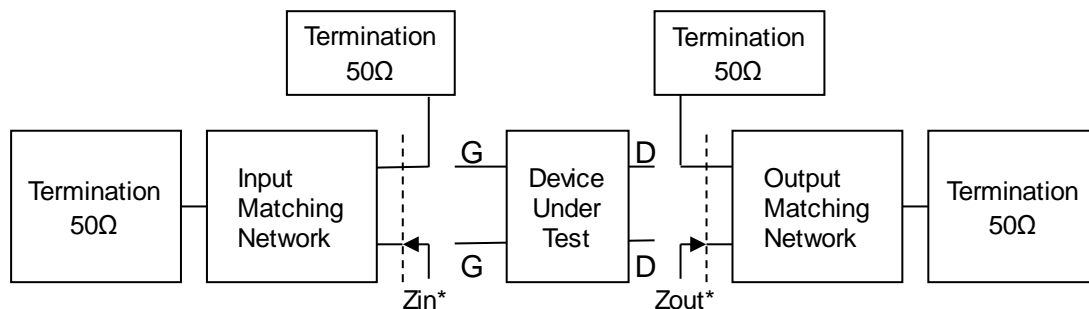 Termination
50Ω
Termination
50Ω
Termination
50Ω
Input
Matching
Network
G
G
Device
Under
Test
D
D
Output
Matching
Network
Termination
50Ω
Zin*
Zout*